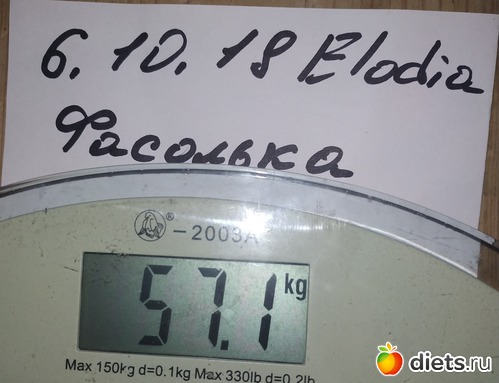 6.10.18 Elodia
Фасолька
® -2003A
57.1 kg
Max 150kg d=0.1kg Max 330lb d=0.2lb
diets.ru